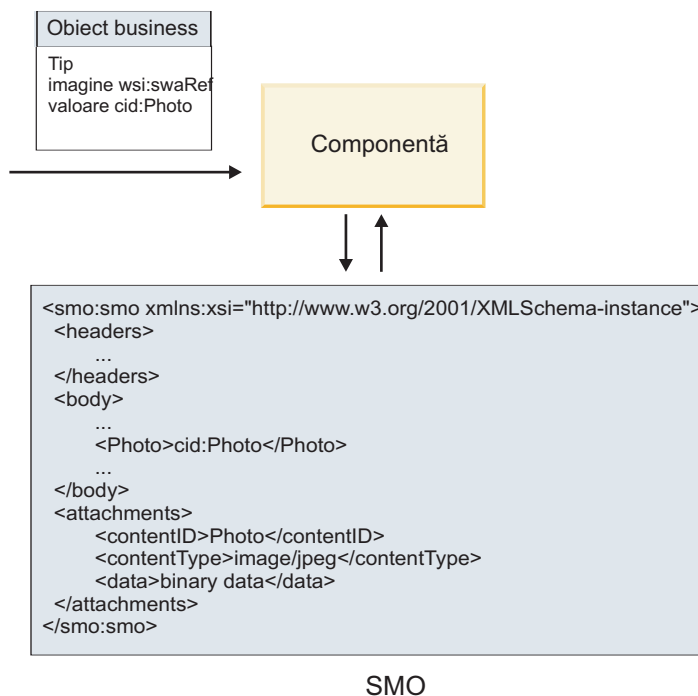 Obiect business
Tip
imagine wsi:swaRef
valoare cid:Photo
Componentă
<smo:smo xmlns:xsi="http://www.w3.org/2001/XMLSchema-instance">
<headers>
...
</headers>
<body>
...
<Photo>cid:Photo</Photo>
...
</body>
<attachments>
<contentID>Photo</contentID>
<contentType>image/jpeg</contentType>
<data>binary data</data>
</attachments>
</smo:smo>
SMO